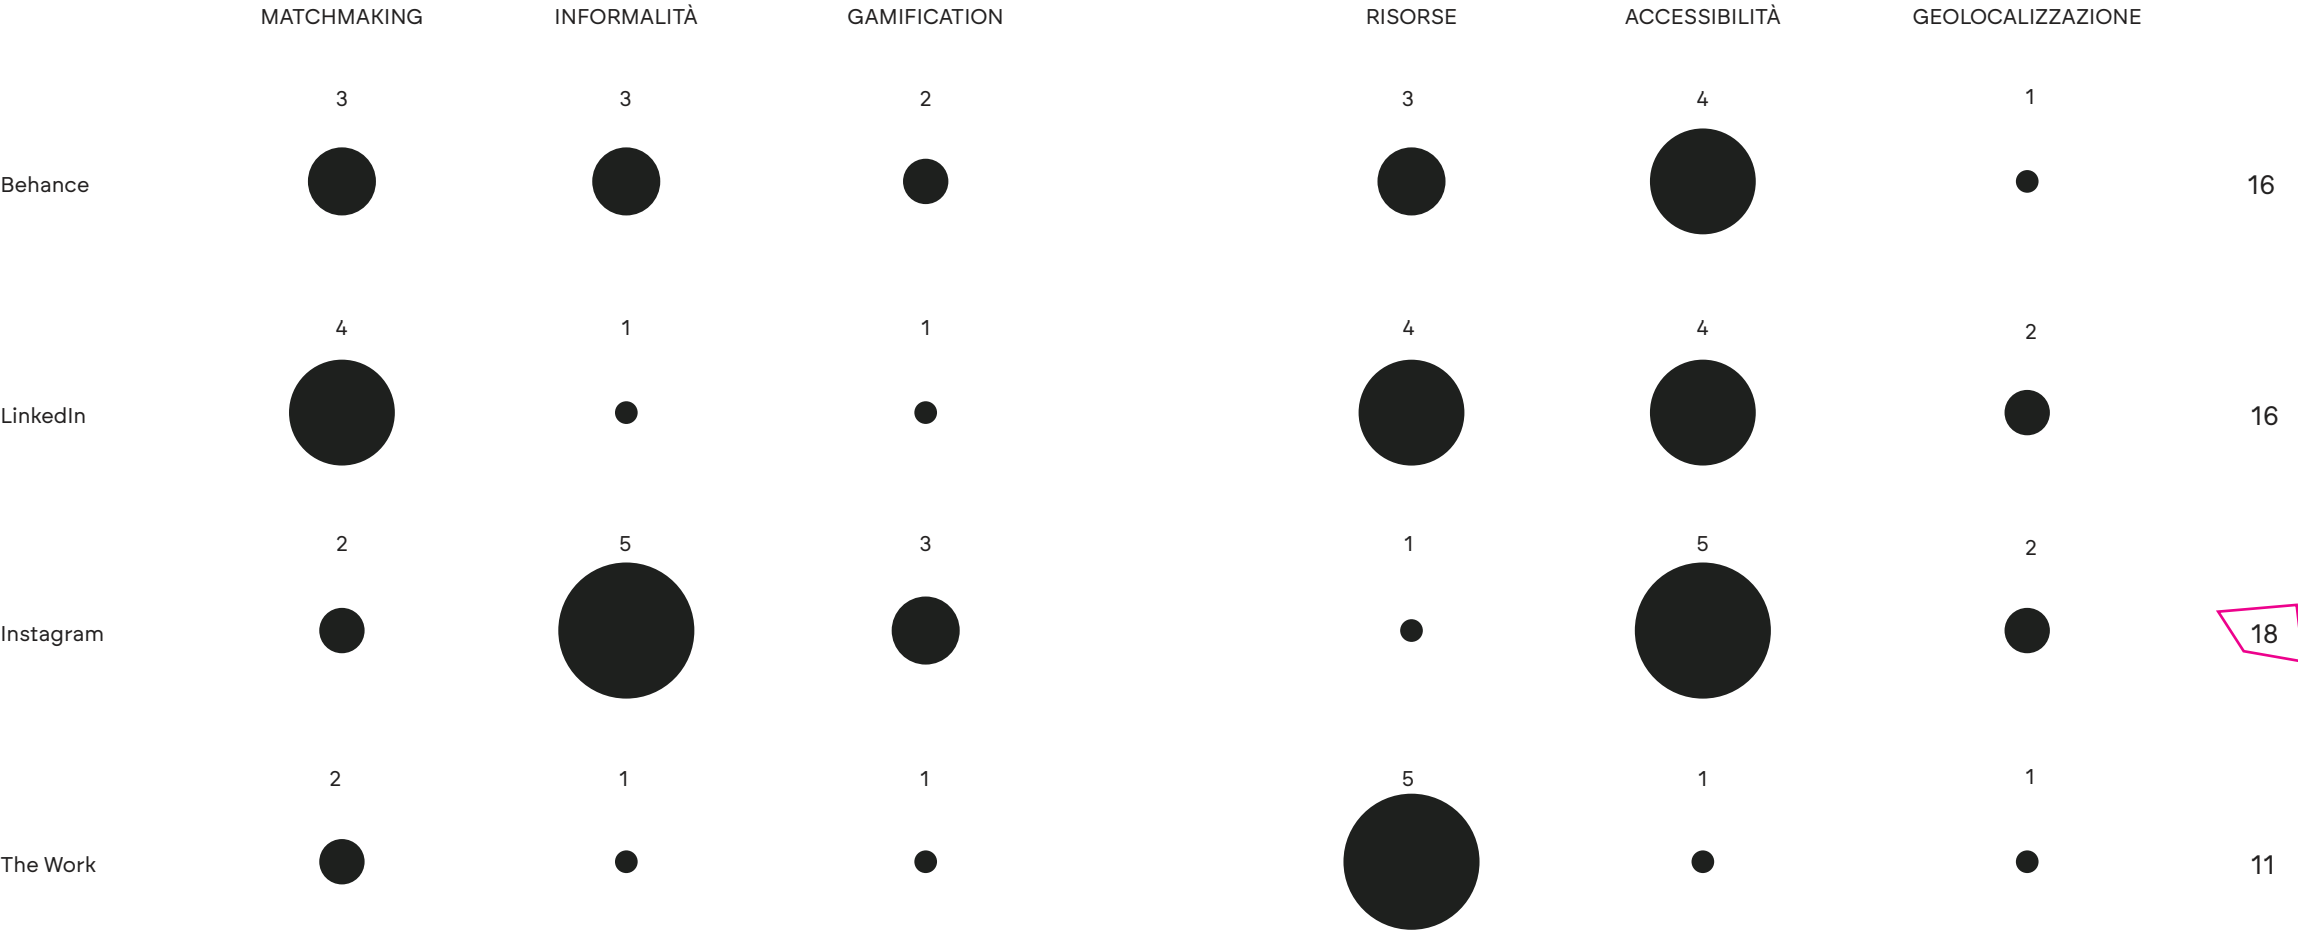 MATCHMAKING INFORMALITÀ GAMIFICATION RISORSE ACCESSIBILITÀ GEOLOCALIZZAZIONE
3 3 2 3 4 1
Behance 16
4 1 1 4 4 2
LinkedIn 16
2 5 3 1 5 2
Instagram 18
2 1 1 5 1 1
The Work 11